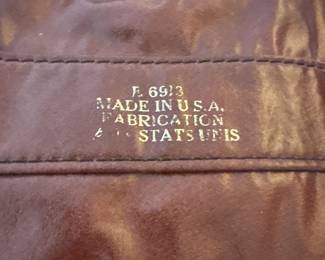 E 6913
MADE IN U.S.A.
FABRICATION
STATS UNIS